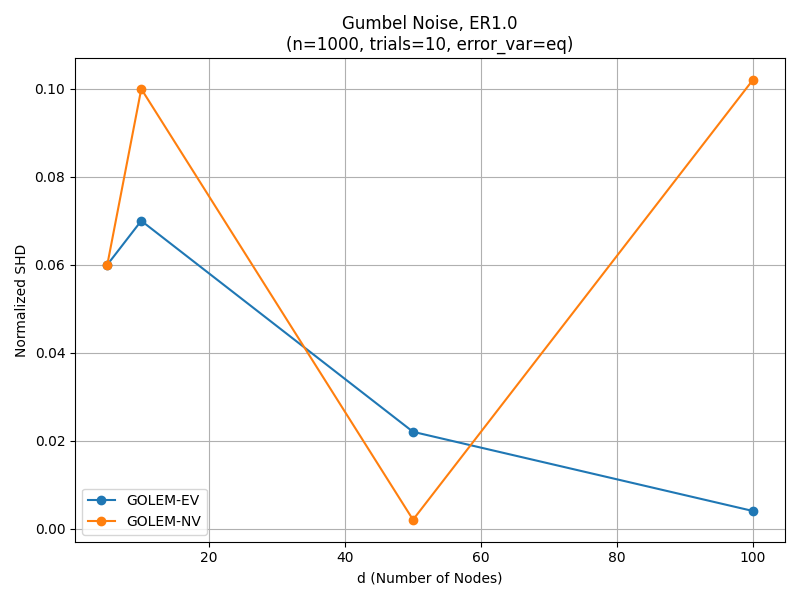 Gumbel Noise, ER1.0
(n=1000, trials=10, error_var=eq)
Normalized SHD
0.10
0.08
0.06
0.04
0.02
0.00
GOLEM-EV
GOLEM-NV
20 40 60 80 100
d (Number of Nodes)